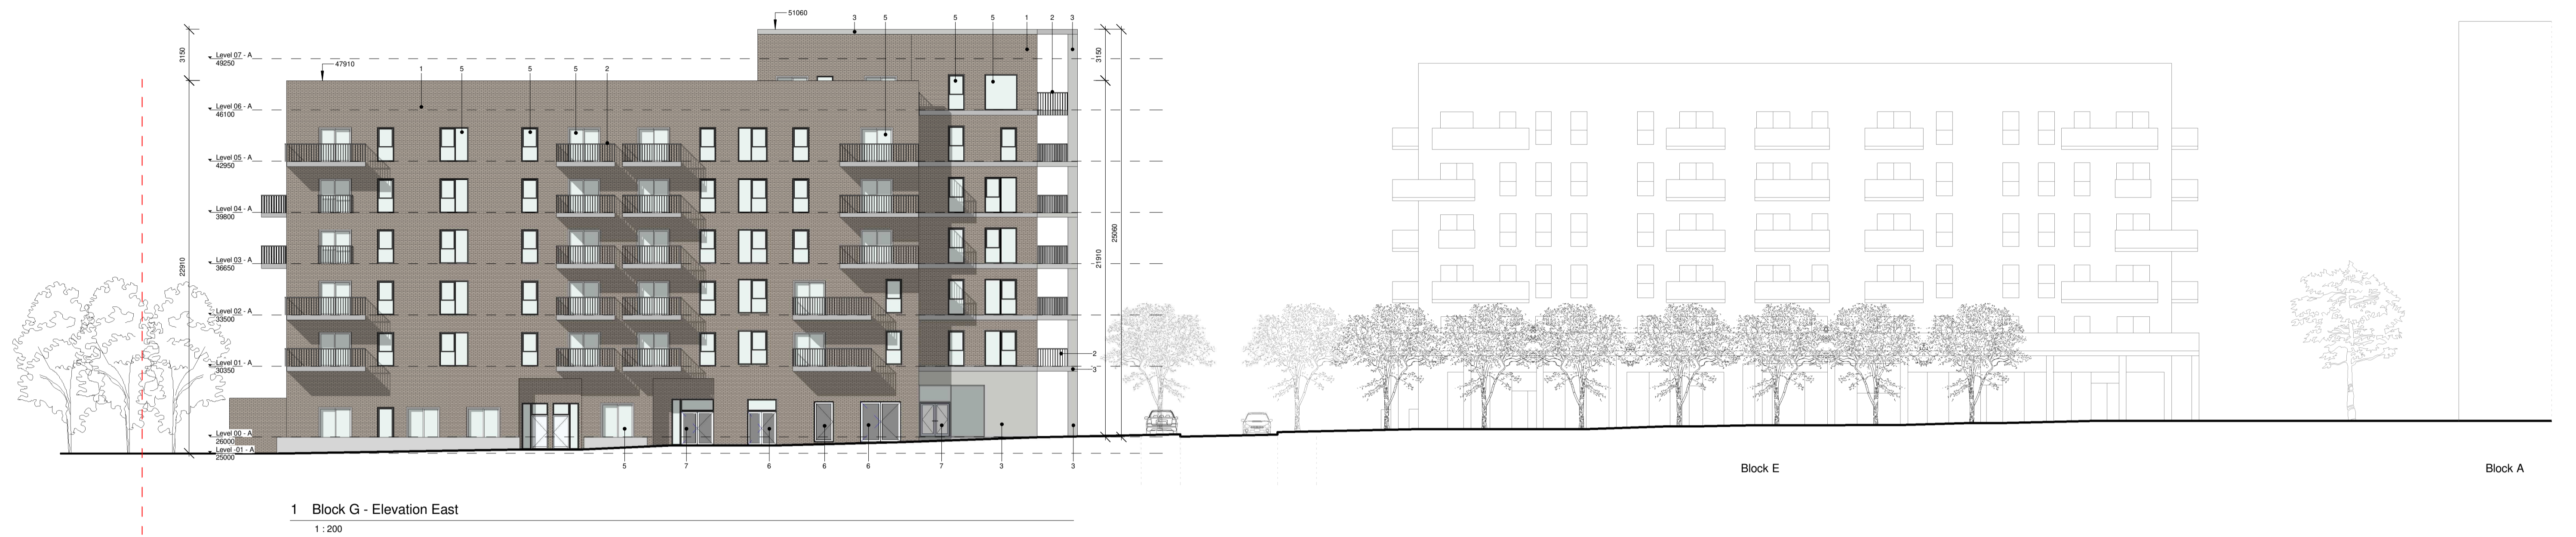 51060
3
5
5
5
1
2
3
3150
Level 07 - A
49250
47910
1
5
5
5
2
3150
Level 06 - A
46100
Level 05 - A
42950
Level 04 - A
39800
Level 03 - A
36650
22910
21910
25060
Level 02 - A
33500
Level 01 - A
30350
2
3
Level 00 - A
26000
Level -01 - A
25000
5
7
6
6
6
7
3
3
Block E
Block A
1 Block G - Elevation East
1 : 200